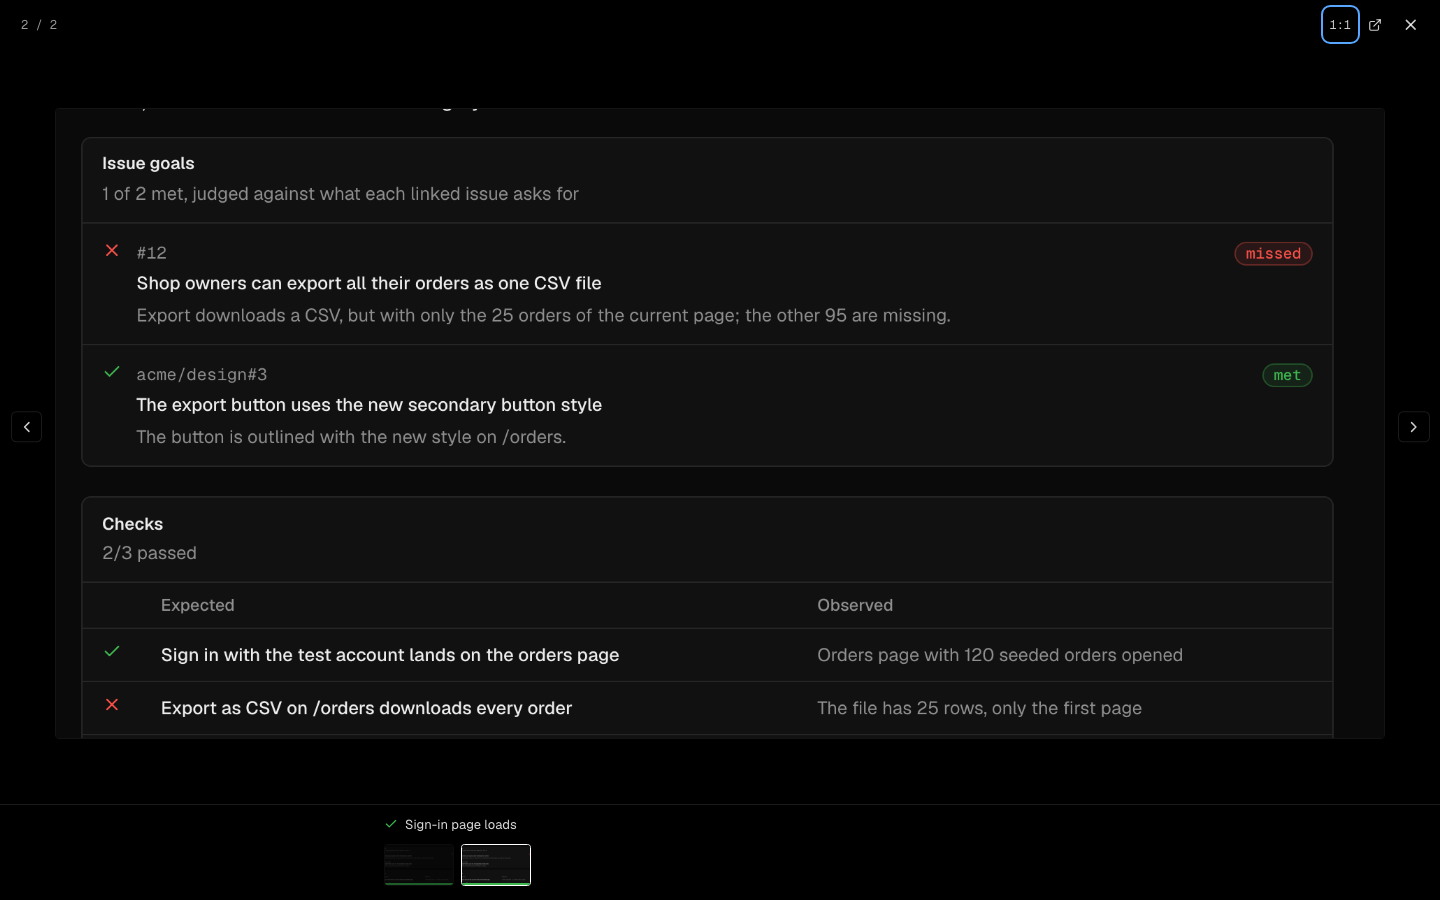 2 / 2
1:1
Issue goals
1 of 2 met, judged against what each linked issue asks for
#12
missed
Shop owners can export all their orders as one CSV file
Export downloads a CSV, but with only the 25 orders of the current page; the other 95 are missing.
acme/design#3
met
The export button uses the new secondary button style
The button is outlined with the new style on /orders.
Checks
2/3 passed
Expected
Observed
Sign in with the test account lands on the orders page
Orders page with 120 seeded orders opened
Export as CSV on /orders downloads every order
The file has 25 rows, only the first page
Sign-in page loads